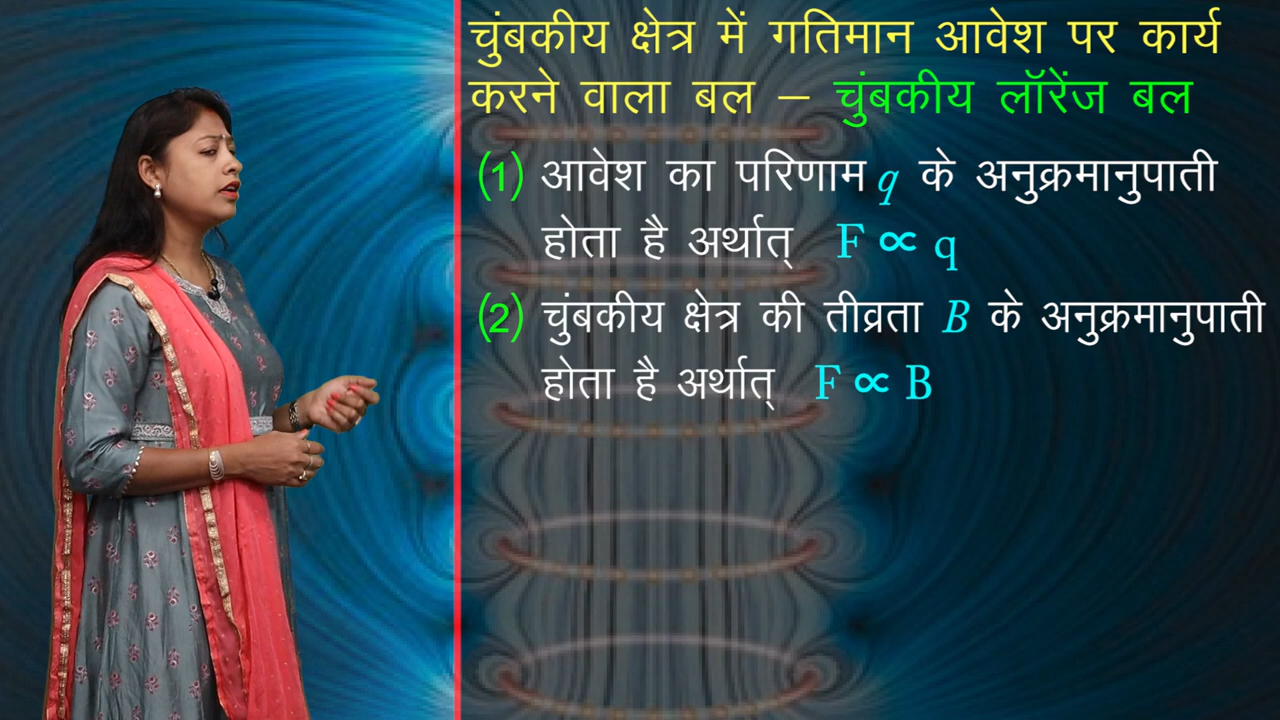 चुंबकीय क्षेत्र में गतिमान आवेश पर कार्य
करने वाला बल – चुंबकीय लॉरेंज बल
(1) आवेश का परिणाम q के अनुक्रमानुपाती
होता है अर्थात् F ∝ q
(2) चुंबकीय क्षेत्र की तीव्रता B के अनुक्रमानुपाती
होता है अर्थात् F ∝ B